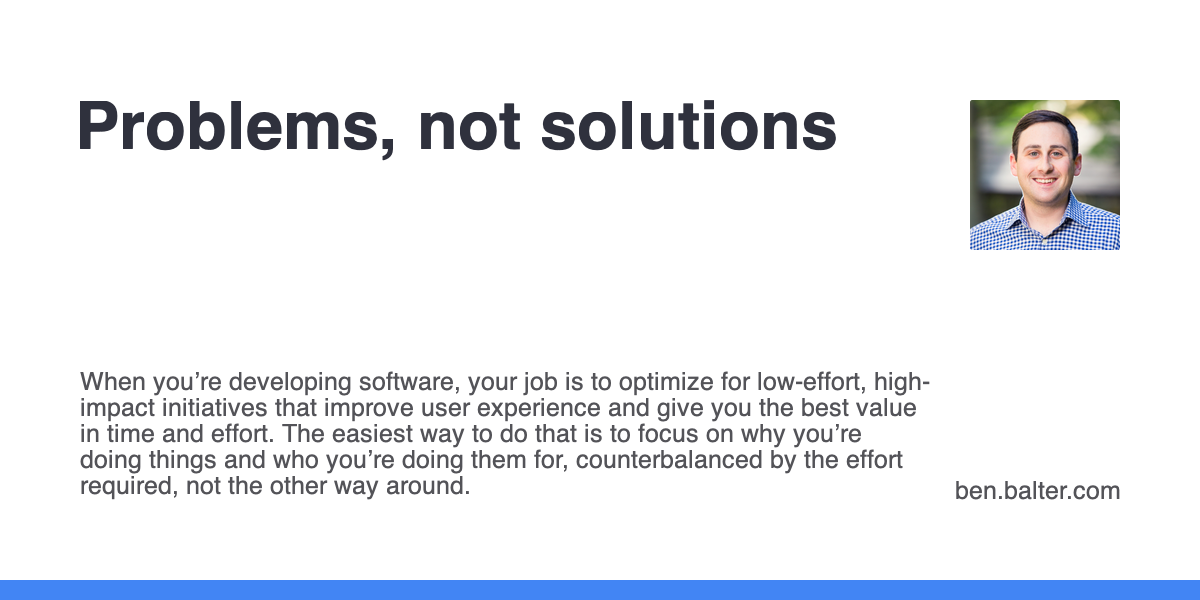 Problems, not solutions
When you’re developing software, your job is to optimize for low-effort, high-
impact initiatives that improve user experience and give you the best value
in time and effort. The easiest way to do that is to focus on why you’re
doing things and who you’re doing them for, counterbalanced by the effort
required, not the other way around.
ben.balter.com